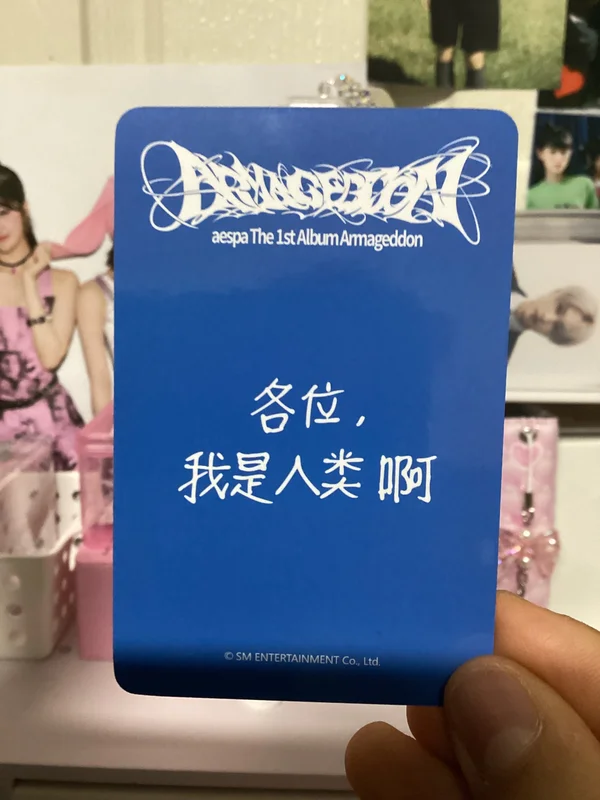 ARMAGEDDON
aespa The 1st Album Armageddon
各位，
我是人类 啊
© SM ENTERTAINMENT Co., Ltd.